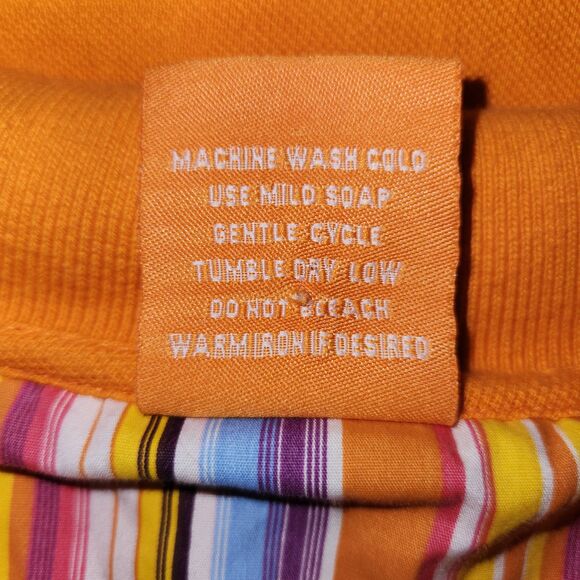 MACHINE WASH COLD
USE MILD SOAP
GENTLE CYCLE
TUMBLE DRY LOW
DO NOT BLEACH
WARM IRON IF DESIRED